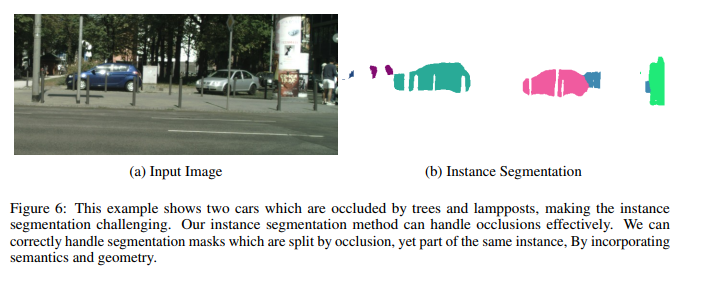 (a) Input Image
(b) Instance Segmentation
Figure 6: This example shows two cars which are occluded by trees and lampposts, making the instance
segmentation challenging. Our instance segmentation method can handle occlusions effectively. We can
correctly handle segmentation masks which are split by occlusion, yet part of the same instance, By incorporating
semantics and geometry.